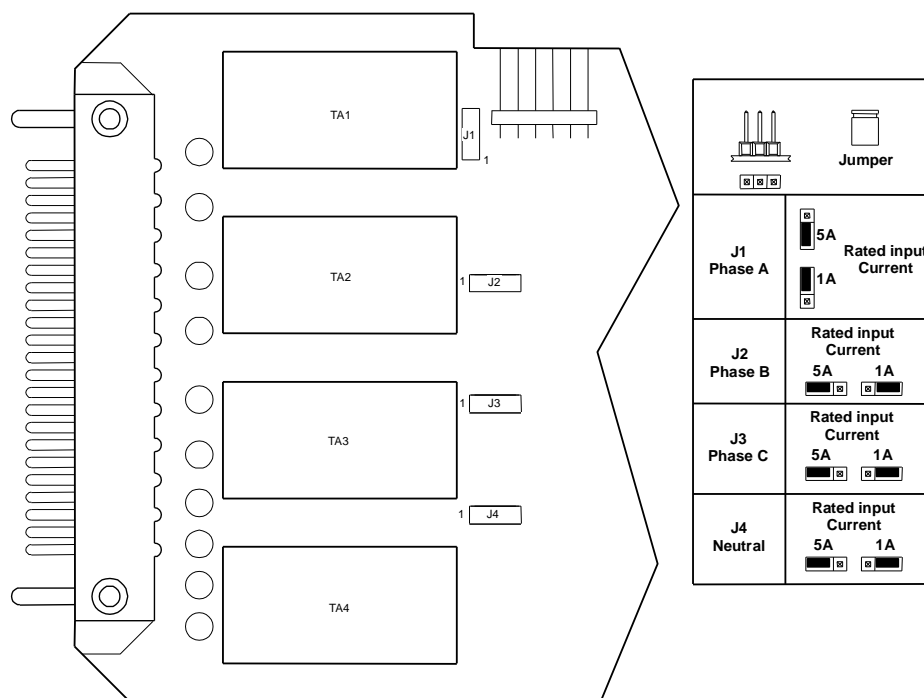 TA1
J1
1
TA2
1
J2
TA3
1
J3
1
J4
TA4
Jumper
J1
Phase A
5A
1A
Rated input
Current
J2
Phase B
Rated input
Current
5A 1A
J3
Phase C
Rated input
Current
5A 1A
J4
Neutral
Rated input
Current
5A 1A